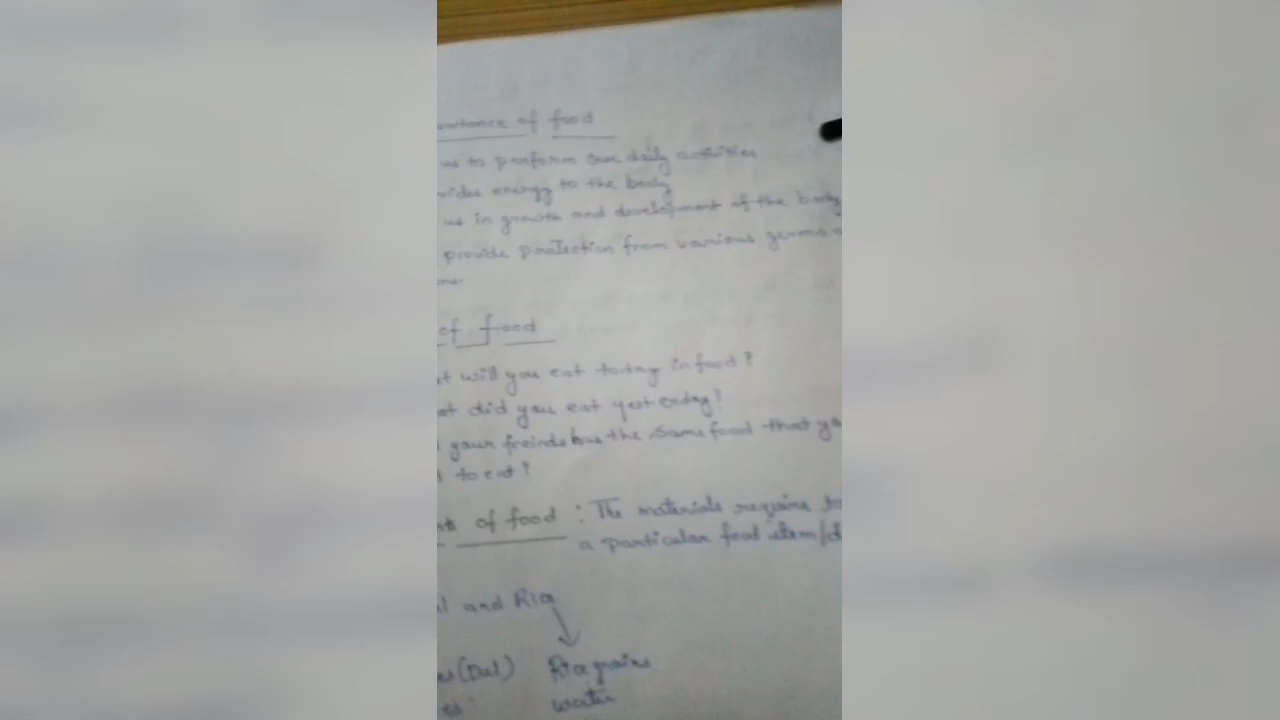 of food
us to perform our daily activities
energy to the body
us in growth and development of the body
provide protection from various germs
of food
will you eat today in food?
did you eat yesterday?
your freinds the same food that
to eat?
of food : The materials require to
a particular food item/
and Rice
(Dal) Rice grains
water